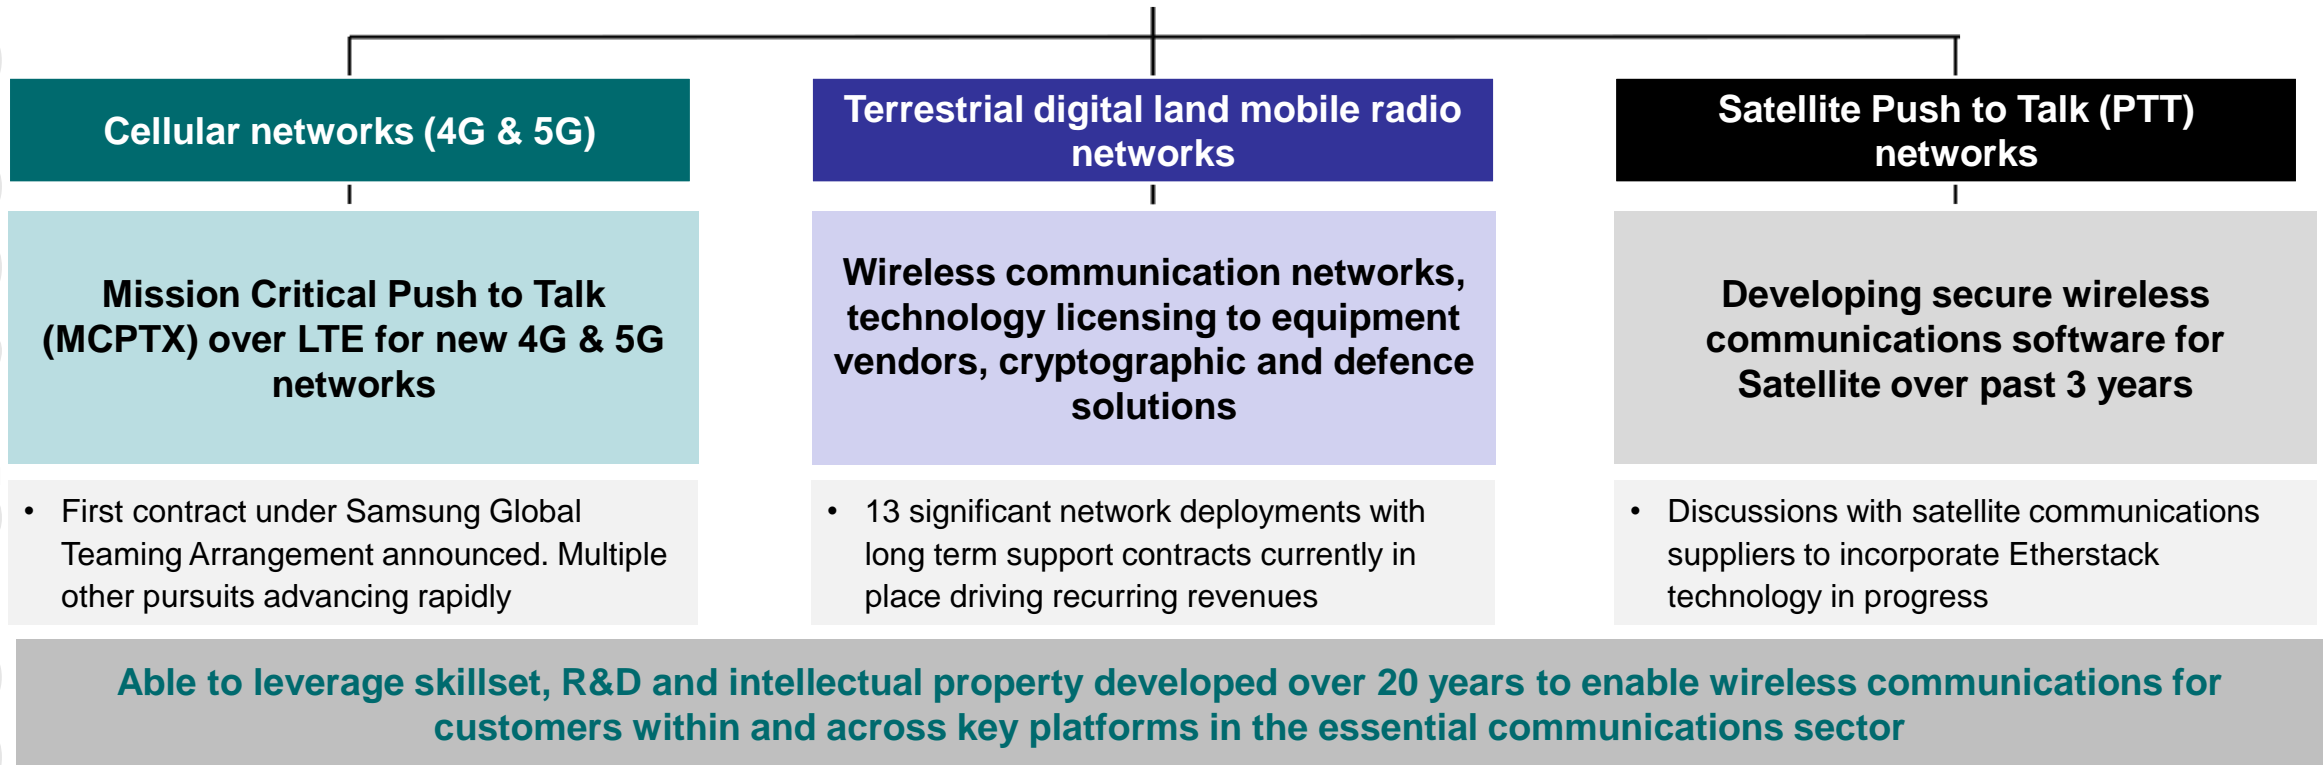 Cellular networks (4G & 5G)
Terrestrial digital land mobile radio
networks
Satellite Push to Talk (PTT)
networks
Mission Critical Push to Talk
(MCPTX) over LTE for new 4G & 5G
networks
Wireless communication networks,
technology licensing to equipment
vendors, cryptographic and defence
solutions
Developing secure wireless
communications software for
Satellite over past 3 years
• First contract under Samsung Global
Teaming Arrangement announced. Multiple
other pursuits advancing rapidly
• 13 significant network deployments with
long term support contracts currently in
place driving recurring revenues
• Discussions with satellite communications
suppliers to incorporate Etherstack
technology in progress
Able to leverage skillset, R&D and intellectual property developed over 20 years to enable wireless communications for
customers within and across key platforms in the essential communications sector